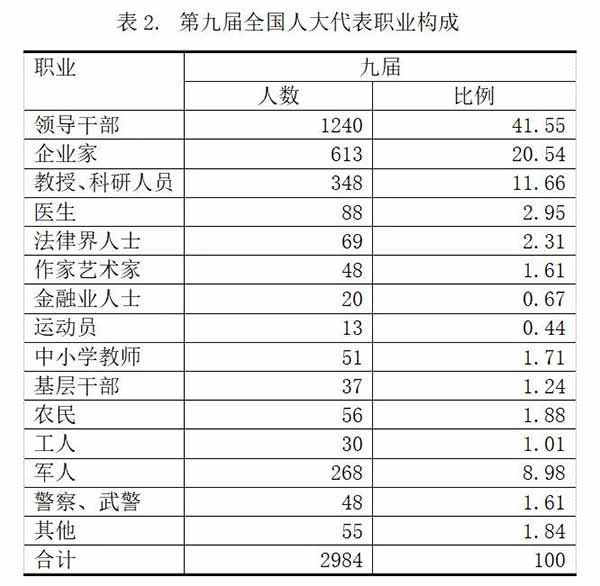 表 2. 第九届全国人大代表职业构成
职业 九届
人数 比例
领导干部 1240 41.55
企业家 613 20.54
教授、科研人员 348 11.66
医生 88 2.95
法律界人士 69 2.31
作家艺术家 48 1.61
金融业人士 20 0.67
运动员 13 0.44
中小学教师 51 1.71
基层干部 37 1.24
农民 56 1.88
工人 30 1.01
军人 268 8.98
警察、武警 48 1.61
其他 55 1.84
合计 2984 100